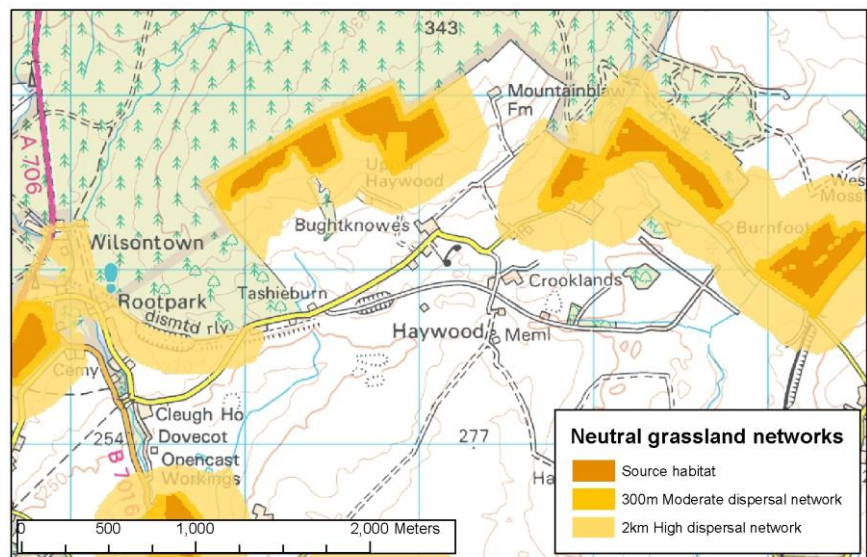 343
Mountainblaw
Fm
A 706
Upper
Haywood
Wilsontown
Bughtknowes
West
Moss
Burnfoot
Rootpark
Tashieburn
Crooklands
dismtd rly
Haywood
Meml
Cemy
Cleugh Ho
254
Dovecot
277
Opencast
Workings
250
B 7016
Ha
Neutral grassland networks
Source habitat
300m Moderate dispersal network
2km High dispersal network
0 500 1,000 2,000 Meters